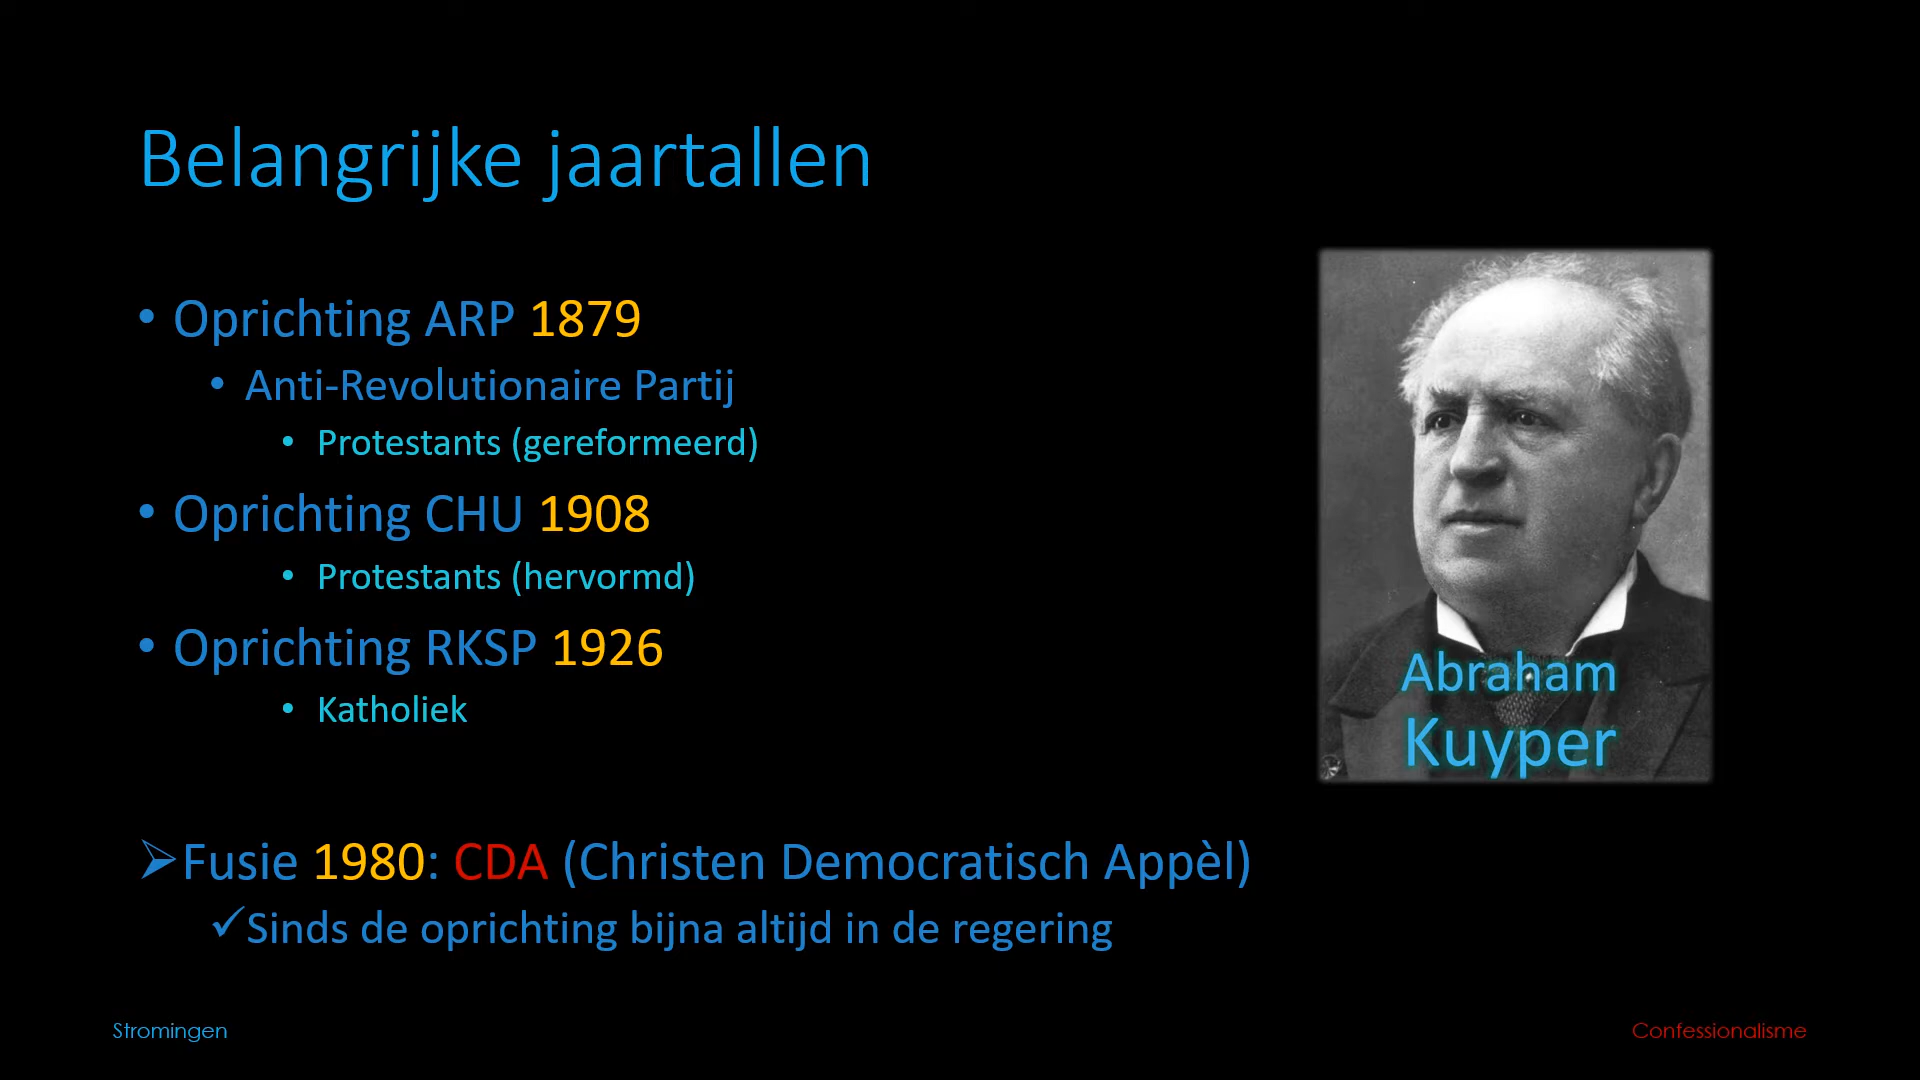 Belangrijke jaartallen
• Oprichting ARP 1879
• Anti-Revolutionaire Partij
• Protestants (gereformeerd)
• Oprichting CHU 1908
• Protestants (hervormd)
• Oprichting RKSP 1926
• Katholiek
Abraham
Kuyper
➢Fusie 1980: CDA (Christen Democratisch Appèl)
✓Sinds de oprichting bijna altijd in de regering
Stromingen
Confessionalisme